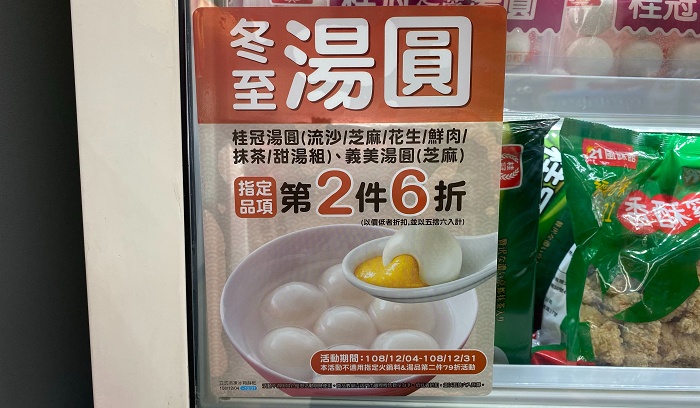 冬至
湯圓
桂冠湯圓(流沙/芝麻/花生/鮮肉/
抹茶/甜湯組)、義美湯圓(芝麻)
指定
品項
第2件6折
(以價低者折扣,並以五捨六入計)
活動期間：108/12/04-108/12/31
本活動不適用指定火鍋料&湯品第二件79折活動
桂冠
圓
桂冠
21
香酥